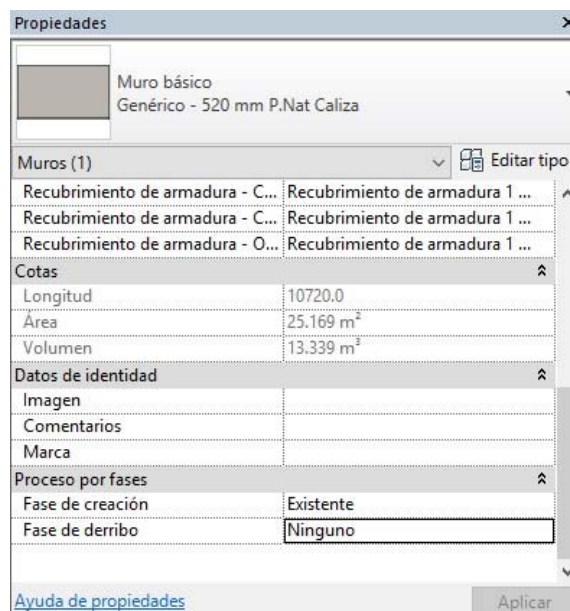 Propiedades
Muro básico
Genérico - 520 mm P.Nat Caliza
Muros (1) Editar tipo
Recubrimiento de armadura - C... Recubrimiento de armadura 1 ...
Recubrimiento de armadura - C... Recubrimiento de armadura 1 ...
Recubrimiento de armadura - O... Recubrimiento de armadura 1 ...
Cotas
Longitud 10720.0
Área 25.169 m²
Volumen 13.339 m³
Datos de identidad
Imagen
Comentarios
Marca
Proceso por fases
Fase de creación Existente
Fase de derribo Ninguno
Ayuda de propiedades Aplicar